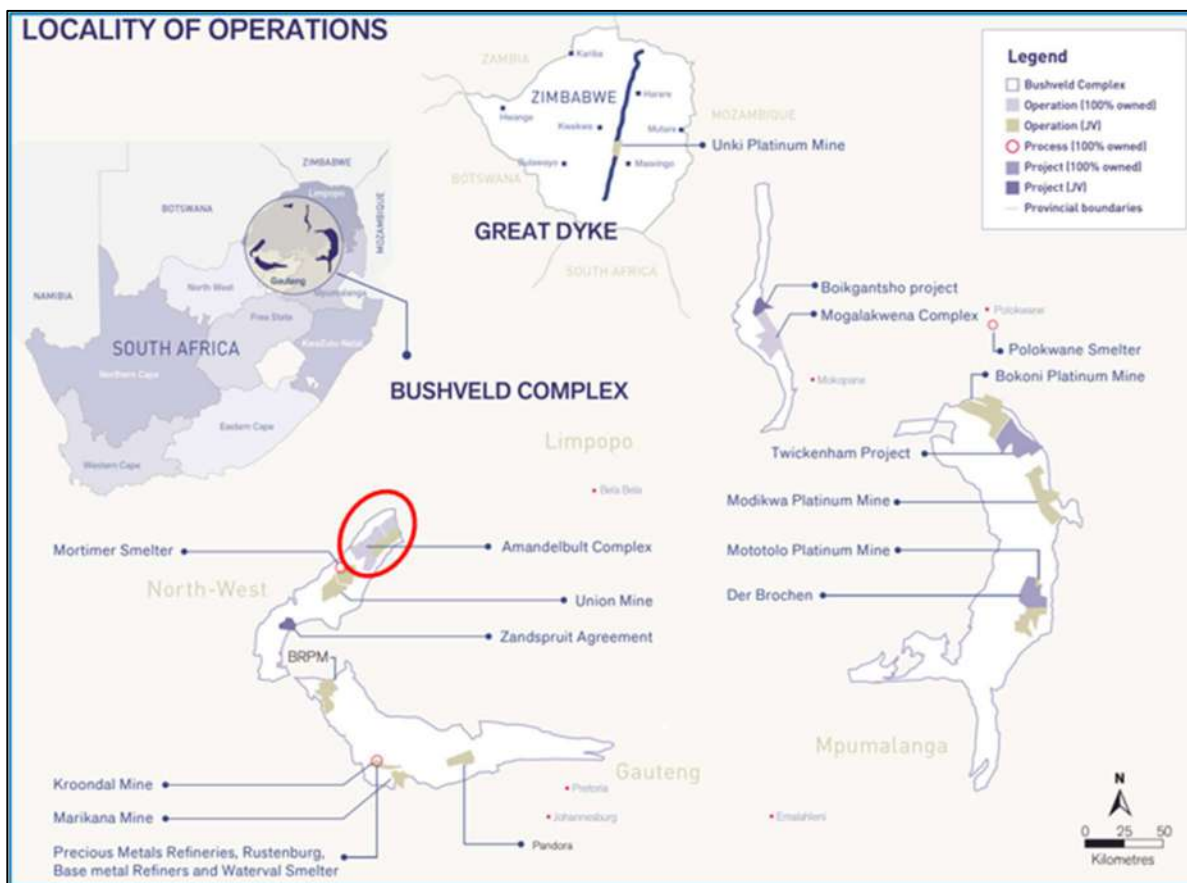 LOCALITY OF OPERATIONS
ZAMBIA
Kariba
ZIMBABWE
Harare
Hwange
Kwekwe
MOZAMBIQUE
Mutare
Unki Platinum Mine
Bulawayo
Masvingo
BOTSWANA
GREAT DYKE
SOUTH AFRICA
Legend
Bushveld Complex
Operation (100% owned)
Operation (JV)
Process (100% owned)
Project (100% owned)
Project (JV)
Provincial boundaries
ZIMBABWE
Limpopo
BOTSWANA
MOZAMBIQUE
Gauteng
North West
Mpumalanga
NAMIBIA
Free State
SOUTH AFRICA
KwaZulu-Natal
Northern Cape
Eastern Cape
Western Cape
BUSHVELD COMPLEX
Boikgantsho project
Mogalakwena Complex
Polokwane
Polokwane Smelter
Mokopane
Bokoni Platinum Mine
Twickenham Project
Modikwa Platinum Mine
Mototolo Platinum Mine
Der Brochen
Mpumalanga
Limpopo
Bela Bela
Mortimer Smelter
Amandelbult Complex
North-West
Union Mine
Zandspruit Agreement
BRPM
Kroondal Mine
Gauteng
Pretoria
Marikana Mine
Johannesburg
Emalahleni
Pandora
Precious Metals Refineries, Rustenburg,
Base metal Refiners and Waterval Smelter
N
0 25 50
Kilometres